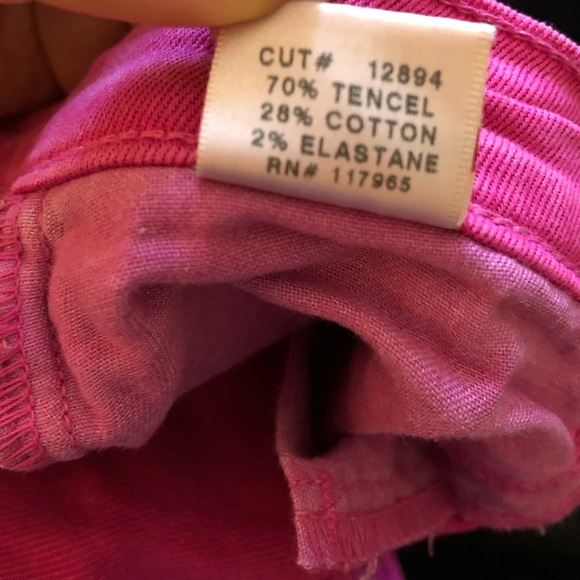 CUT# 12894
70% TENCEL
28% COTTON
2% ELASTANE
RN# 117965